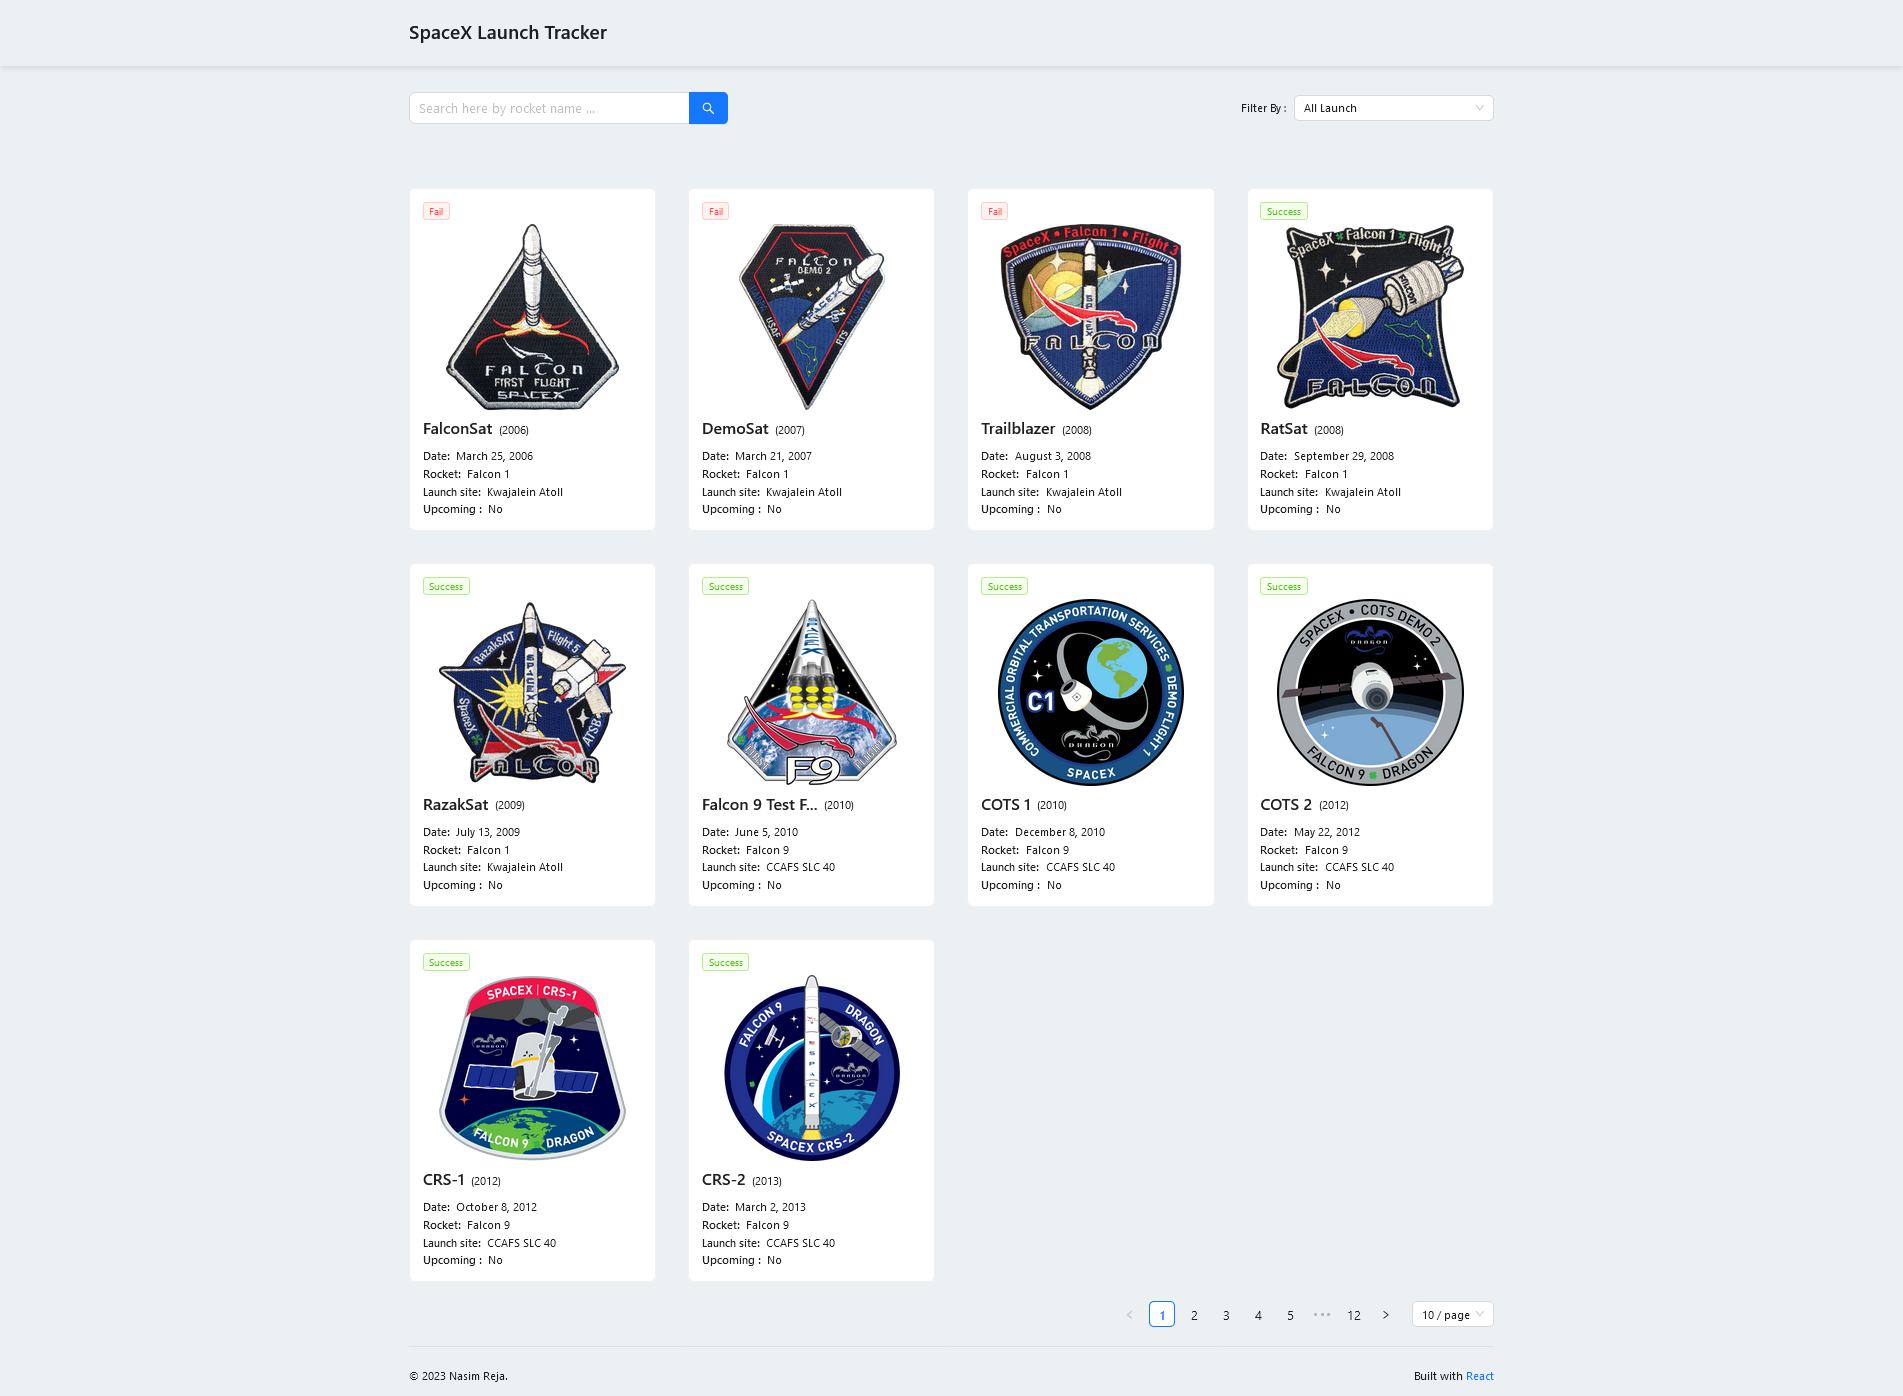 SpaceX Launch Tracker
Search here by rocket name ...
Filter By :
All Launch
Fail
FALCON
FIRST FLIGHT
SPACEX
FalconSat (2006)
Date: March 25, 2006
Rocket: Falcon 1
Launch site: Kwajalein Atoll
Upcoming : No
Fail
FALCON
DEMO 2
SPACEX
USAF
DemoSat (2007)
Date: March 21, 2007
Rocket: Falcon 1
Launch site: Kwajalein Atoll
Upcoming : No
Fail
SpaceX • Falcon 1 • Flight 3
SPACEX
FALCON
Trailblazer (2008)
Date: August 3, 2008
Rocket: Falcon 1
Launch site: Kwajalein Atoll
Upcoming : No
Success
SpaceX Falcon 1 Flight 4
FALCON
FALCON
RatSat (2008)
Date: September 29, 2008
Rocket: Falcon 1
Launch site: Kwajalein Atoll
Upcoming : No
Success
RazakSAT
Flight 5
SPACEX
SpaceX
ATSB
FALCON
RazakSat (2009)
Date: July 13, 2009
Rocket: Falcon 1
Launch site: Kwajalein Atoll
Upcoming : No
Success
SPACEX
F9
Falcon 9 Test F... (2010)
Date: June 5, 2010
Rocket: Falcon 9
Launch site: CCAFS SLC 40
Upcoming : No
Success
COMMERCIAL ORBITAL TRANSPORTATION SERVICES DEMO FLIGHT 1
C1
DRAGON
SPACEX
COTS 1 (2010)
Date: December 8, 2010
Rocket: Falcon 9
Launch site: CCAFS SLC 40
Upcoming : No
Success
SPACEX • COTS DEMO 2
DRAGON
FALCON 9 DRAGON
COTS 2 (2012)
Date: May 22, 2012
Rocket: Falcon 9
Launch site: CCAFS SLC 40
Upcoming : No
Success
SPACEX | CRS-1
DRAGON
FALCON 9 DRAGON
CRS-1 (2012)
Date: October 8, 2012
Rocket: Falcon 9
Launch site: CCAFS SLC 40
Upcoming : No
Success
FALCON 9
DRAGON
SPACEX
DRAGON
SPACEX CRS-2
CRS-2 (2013)
Date: March 2, 2013
Rocket: Falcon 9
Launch site: CCAFS SLC 40
Upcoming : No
1 2 3 4 5 ••• 12
10 / page
© 2023 Nasim Reja.
Built with React